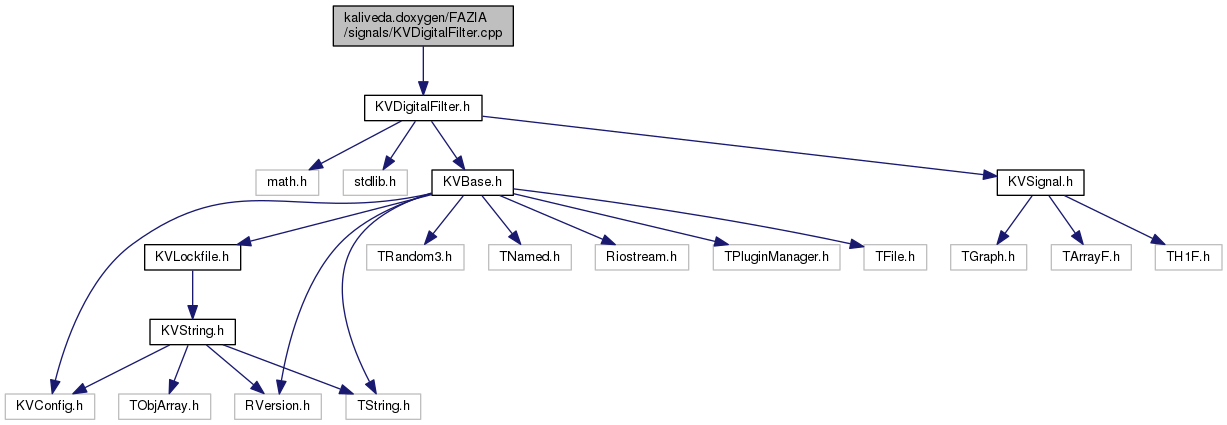 kaliveda.doxygen/FAZIA
/signals/KVDigitalFilter.cpp
KVDigitalFilter.h
math.h
stdlib.h
KVBase.h
KVSignal.h
KVLockfile.h
TRandom3.h
TNamed.h
Riostream.h
TPluginManager.h
TFile.h
TGraph.h
TArrayF.h
TH1F.h
KVString.h
KVConfig.h
TObjArray.h
RVersion.h
TString.h